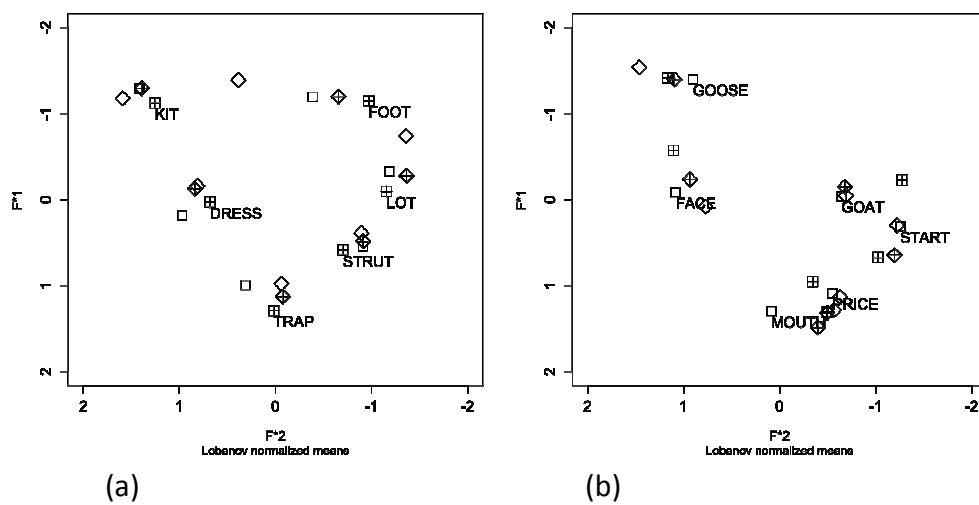 -2
-1
0
1
2
F*1
KIT
FOOT
DRESS
LOT
STRUT
TRAP
2 1 0 -1 -2
F*2
Lobanov normalized means
(a)
-2
-1
0
1
2
F*1
GOOSE
FACE
GOAT
START
PRICE
MOUT
2 1 0 -1 -2
F*2
Lobanov normalized means
(b)